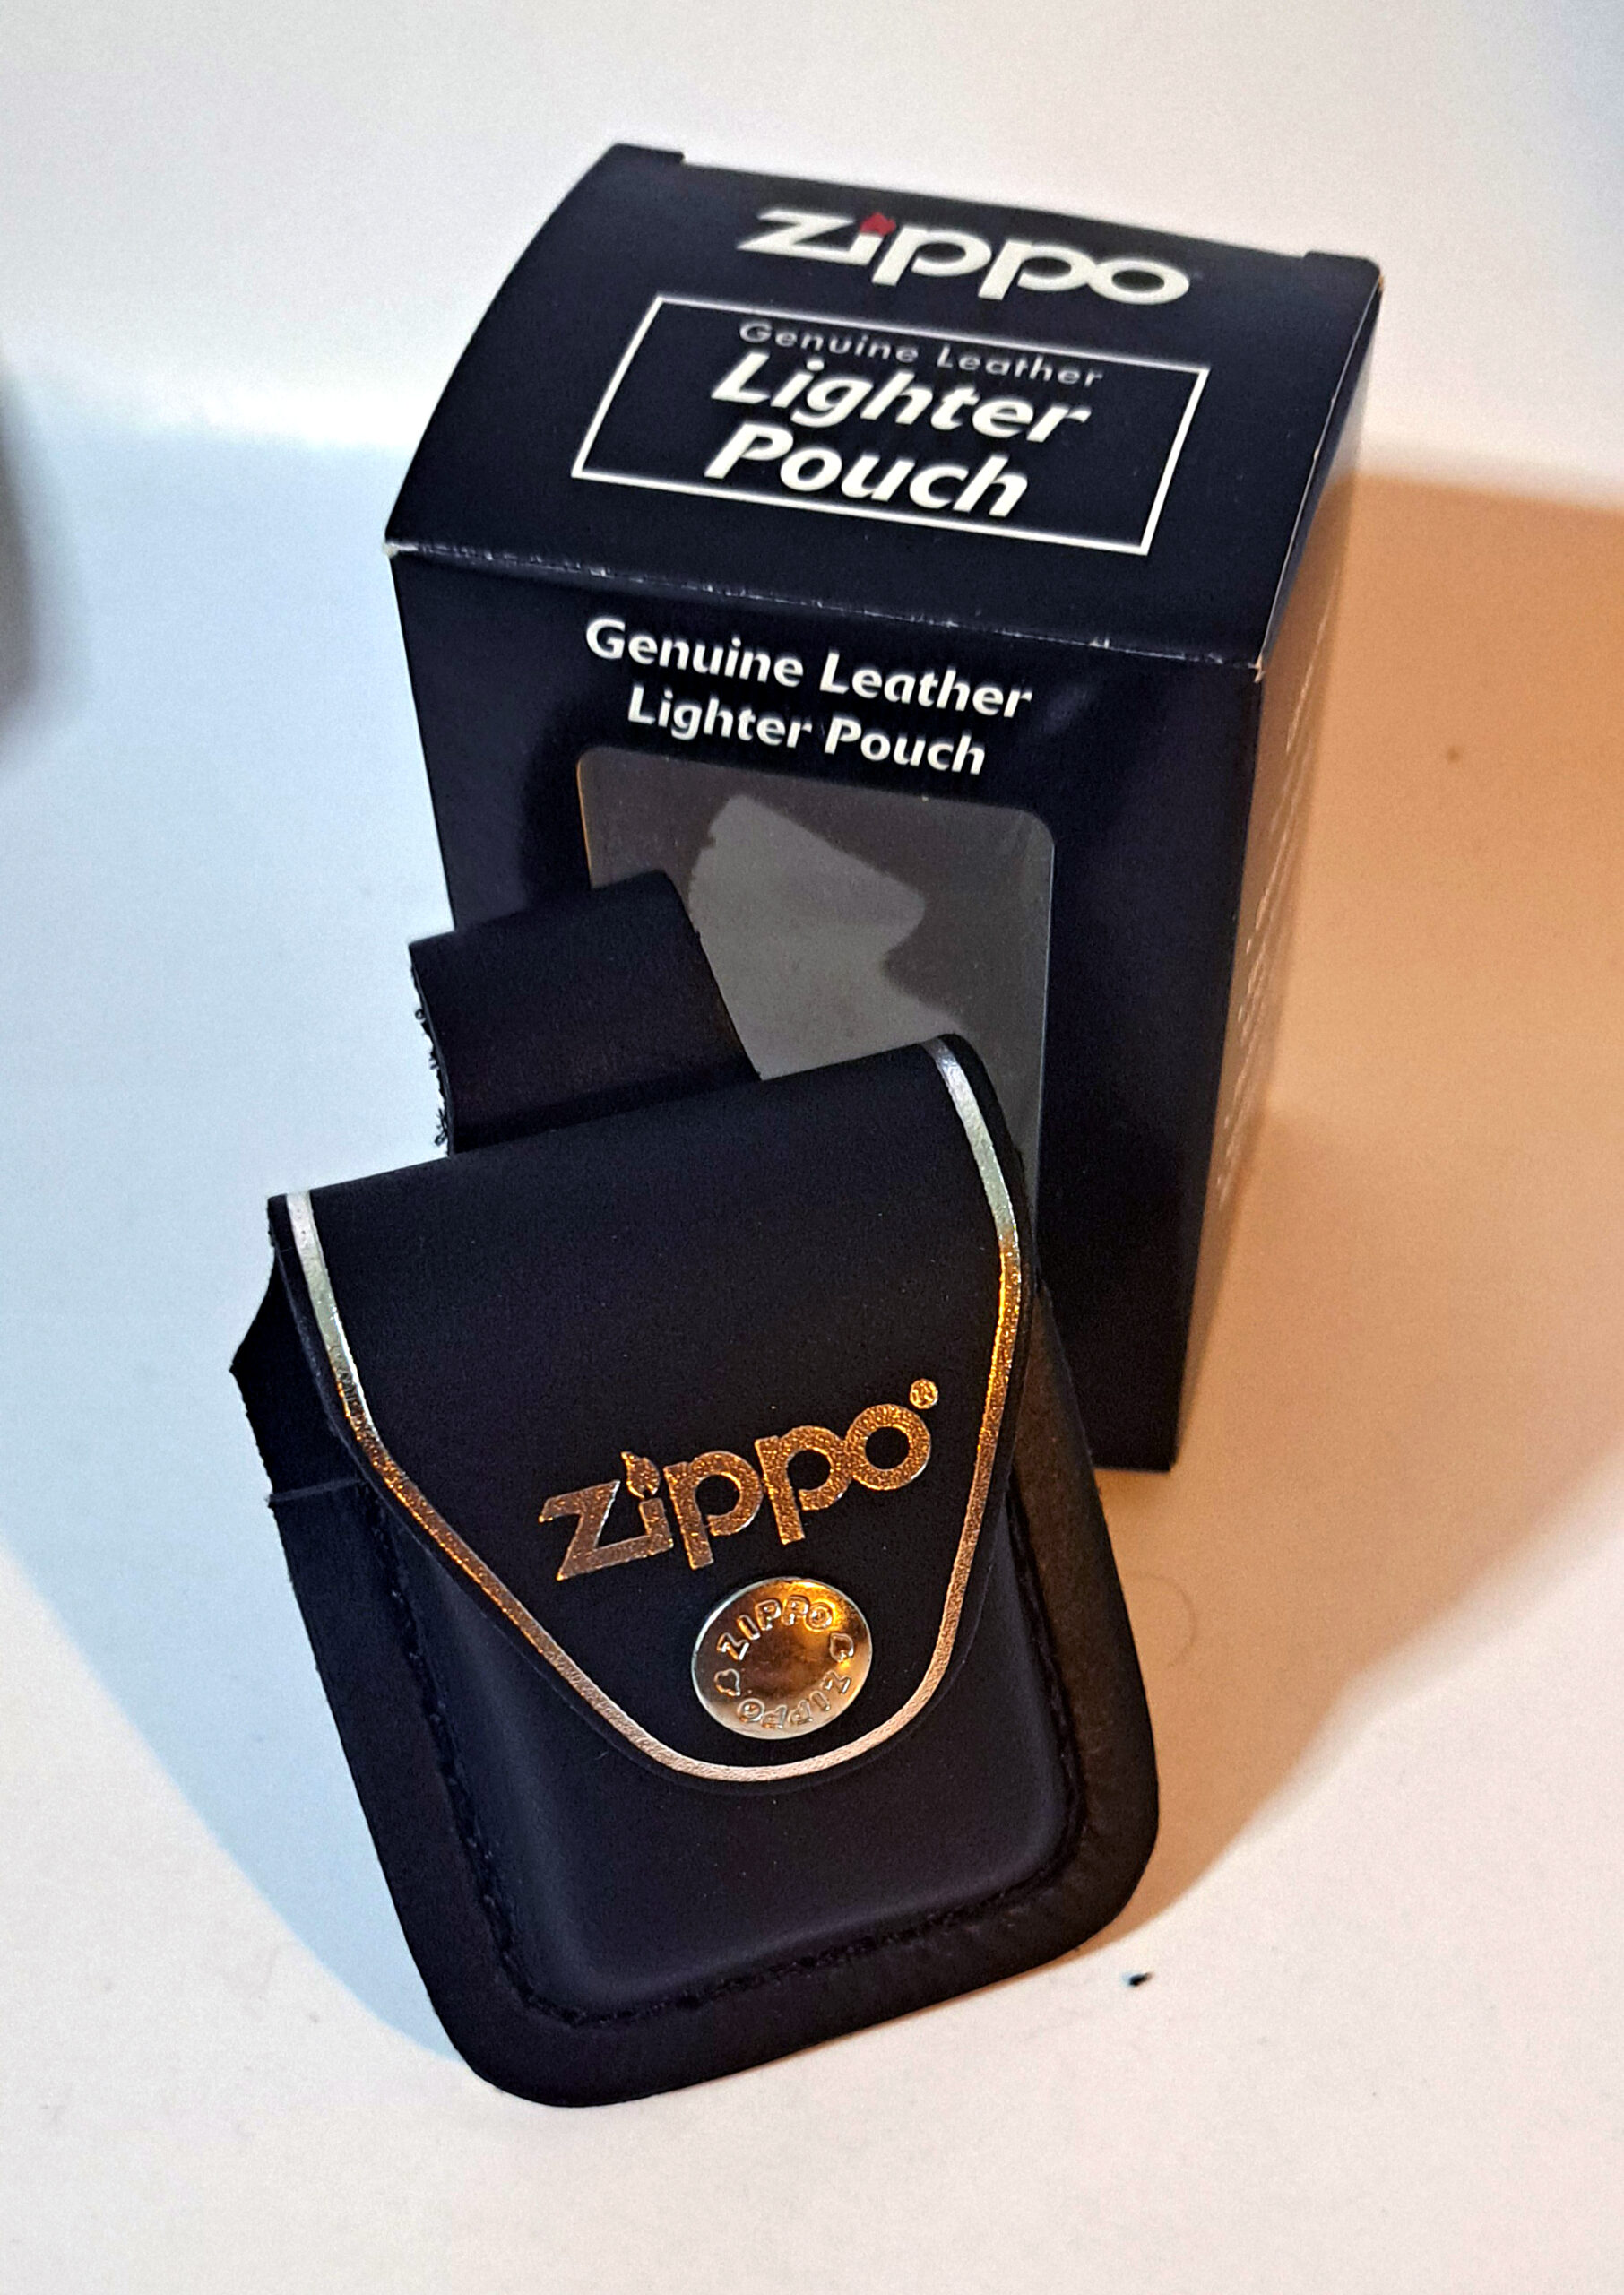 Zippo
Genuine Leather
Lighter
Pouch
Genuine Leather
Lighter Pouch
Zippo®
ZIPPO
ZIPPO